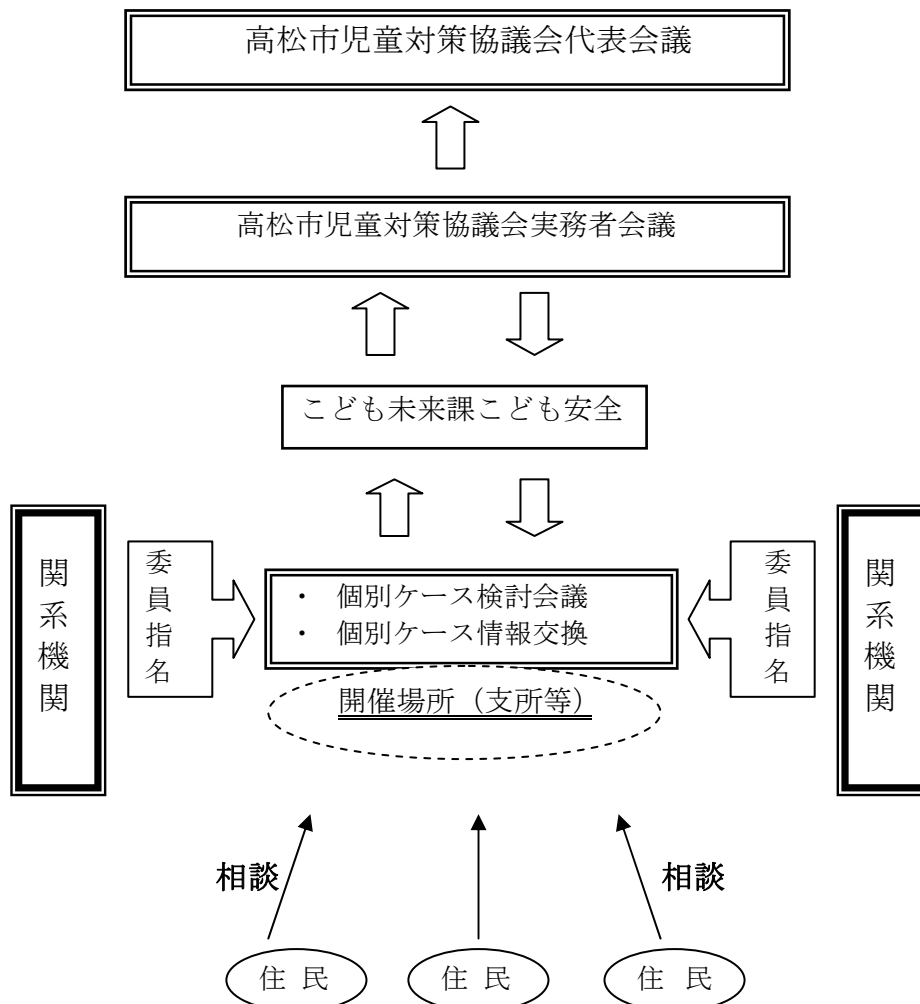 高松市児童対策協議会代表会議
高松市児童対策協議会実務者会議
こども未来課こども安全
関系機関
委員指名
・ 個別ケース検討会議
・ 個別ケース情報交換
委員指名
関系機関
開催場所（支所等）
相談
相談
住 民
住 民
住 民